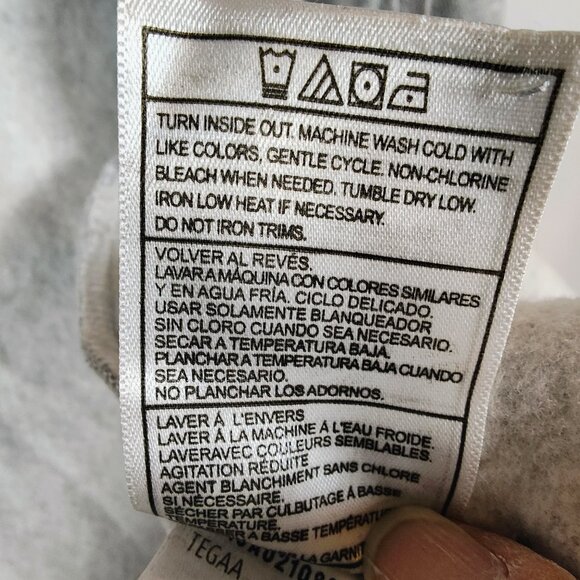 TURN INSIDE OUT. MACHINE WASH COLD WITH
LIKE COLORS, GENTLE CYCLE. NON-CHLORINE
BLEACH WHEN NEEDED. TUMBLE DRY LOW.
IRON LOW HEAT IF NECESSARY.
DO NOT IRON TRIMS.
VOLVER AL REVÉS.
LAVAR A MÁQUINA CON COLORES SIMILARES
Y EN AGUA FRÍA. CICLO DELICADO.
USAR SOLAMENTE BLANQUEADOR
SIN CLORO CUANDO SEA NECESARIO.
SECAR A TEMPERATURA BAJA.
PLANCHAR A TEMPERATURA BAJA CUANDO
SEA NECESARIO.
NO PLANCHAR LOS ADORNOS.
LAVER À L'ENVERS
LAVER Á LA MACHINE À L'EAU FROIDE.
LAVERAVEC COULEURS SEMBLABLES.
AGITATION RÉDUITE
AGENT BLANCHIMENT SANS CHLORE
SI NÉCESSAIRE.
SÉCHER PAR CULBUTAGE À BASSE
TEMPERATURE.
À BASSE
LA
TEGAA